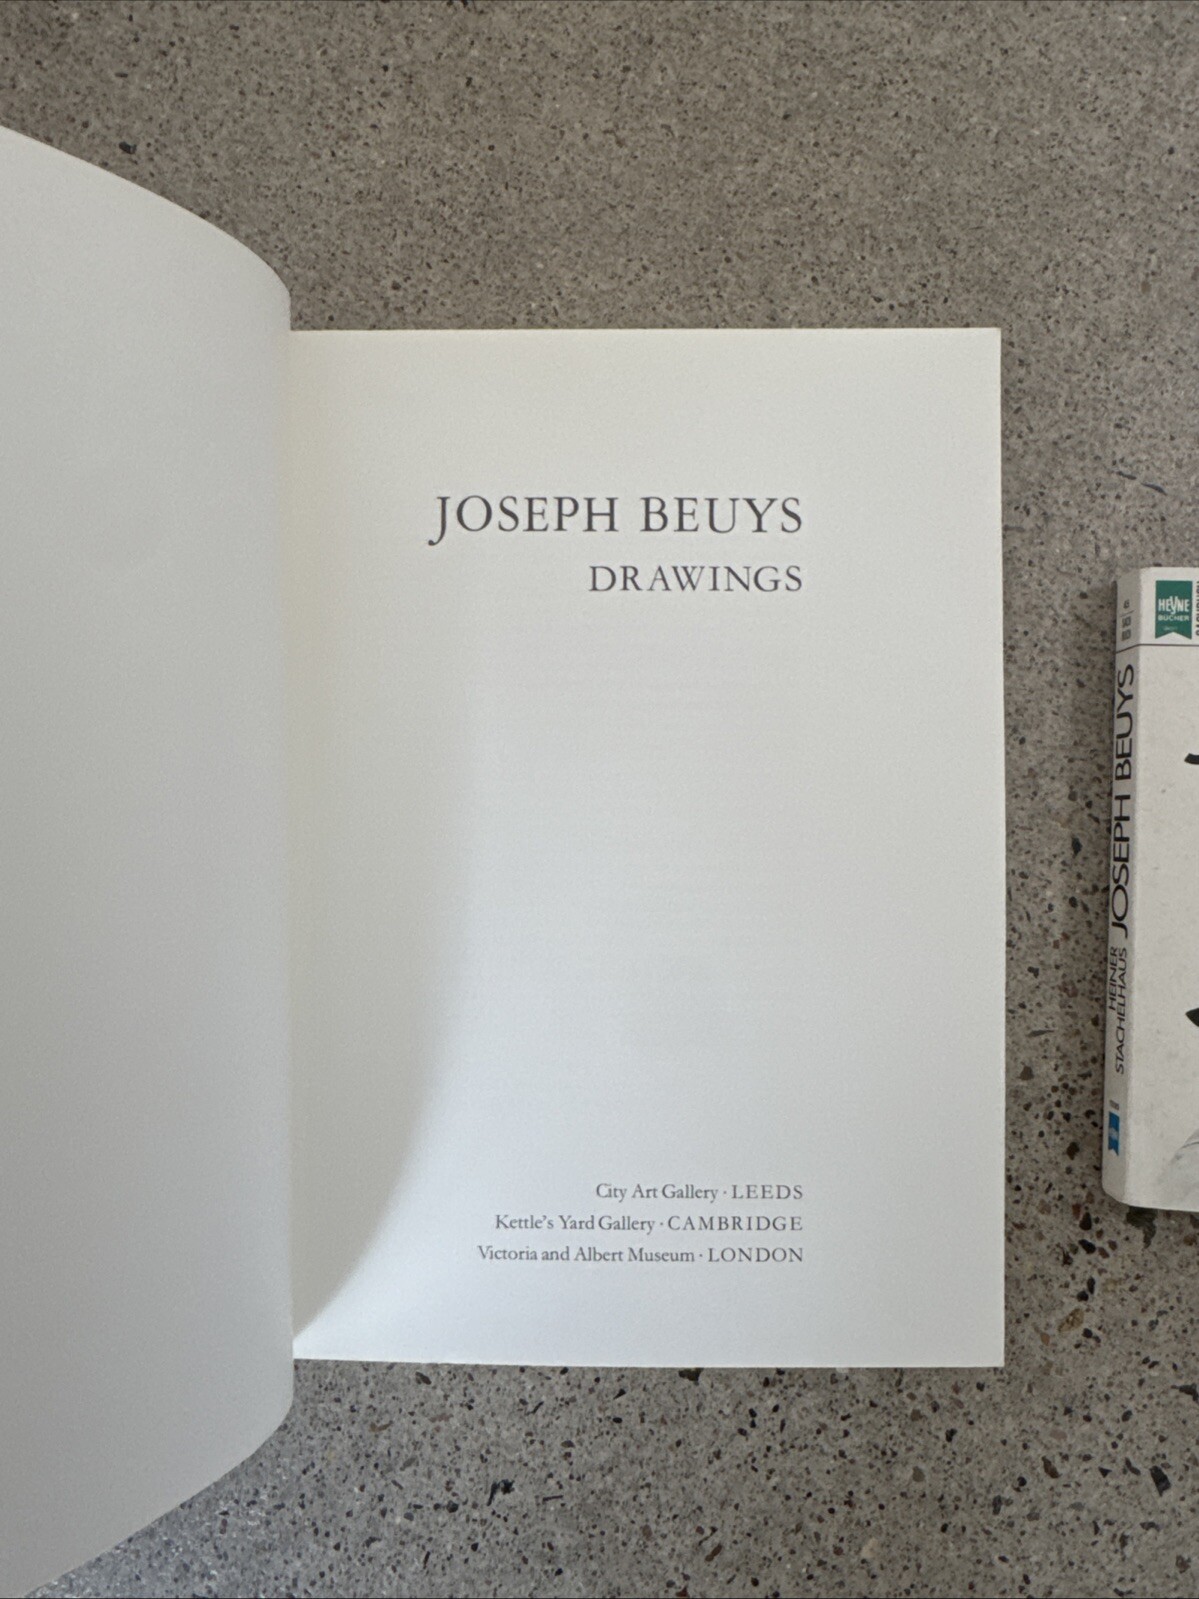 JOSEPH BEUYS
DRAWINGS
City Art Gallery · LEEDS
Kettle's Yard Gallery · CAMBRIDGE
Victoria and Albert Museum · LONDON
HEYNE
BÜCHER
JOSEPH BEUYS
HEINER
STACHELHAUS